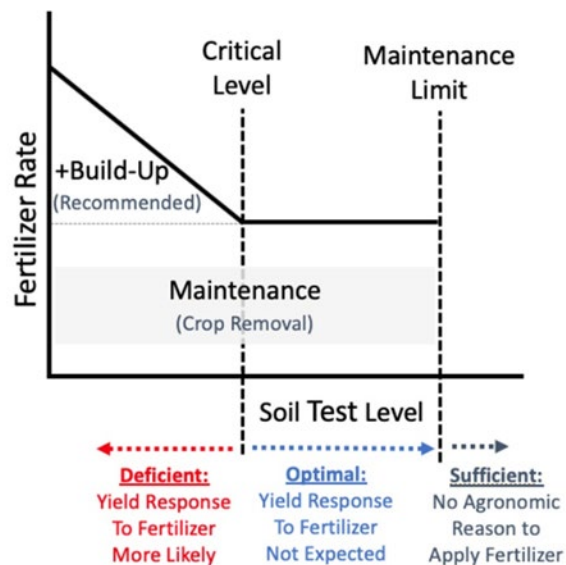 Critical
Level
Maintenance
Limit
Fertilizer Rate
+Build-Up
(Recommended)
Maintenance
(Crop Removal)
Soil Test Level
Deficient:
Yield Response
To Fertilizer
More Likely
Optimal:
Yield Response
To Fertilizer
Not Expected
Sufficient:
No Agronomic
Reason to
Apply Fertilizer